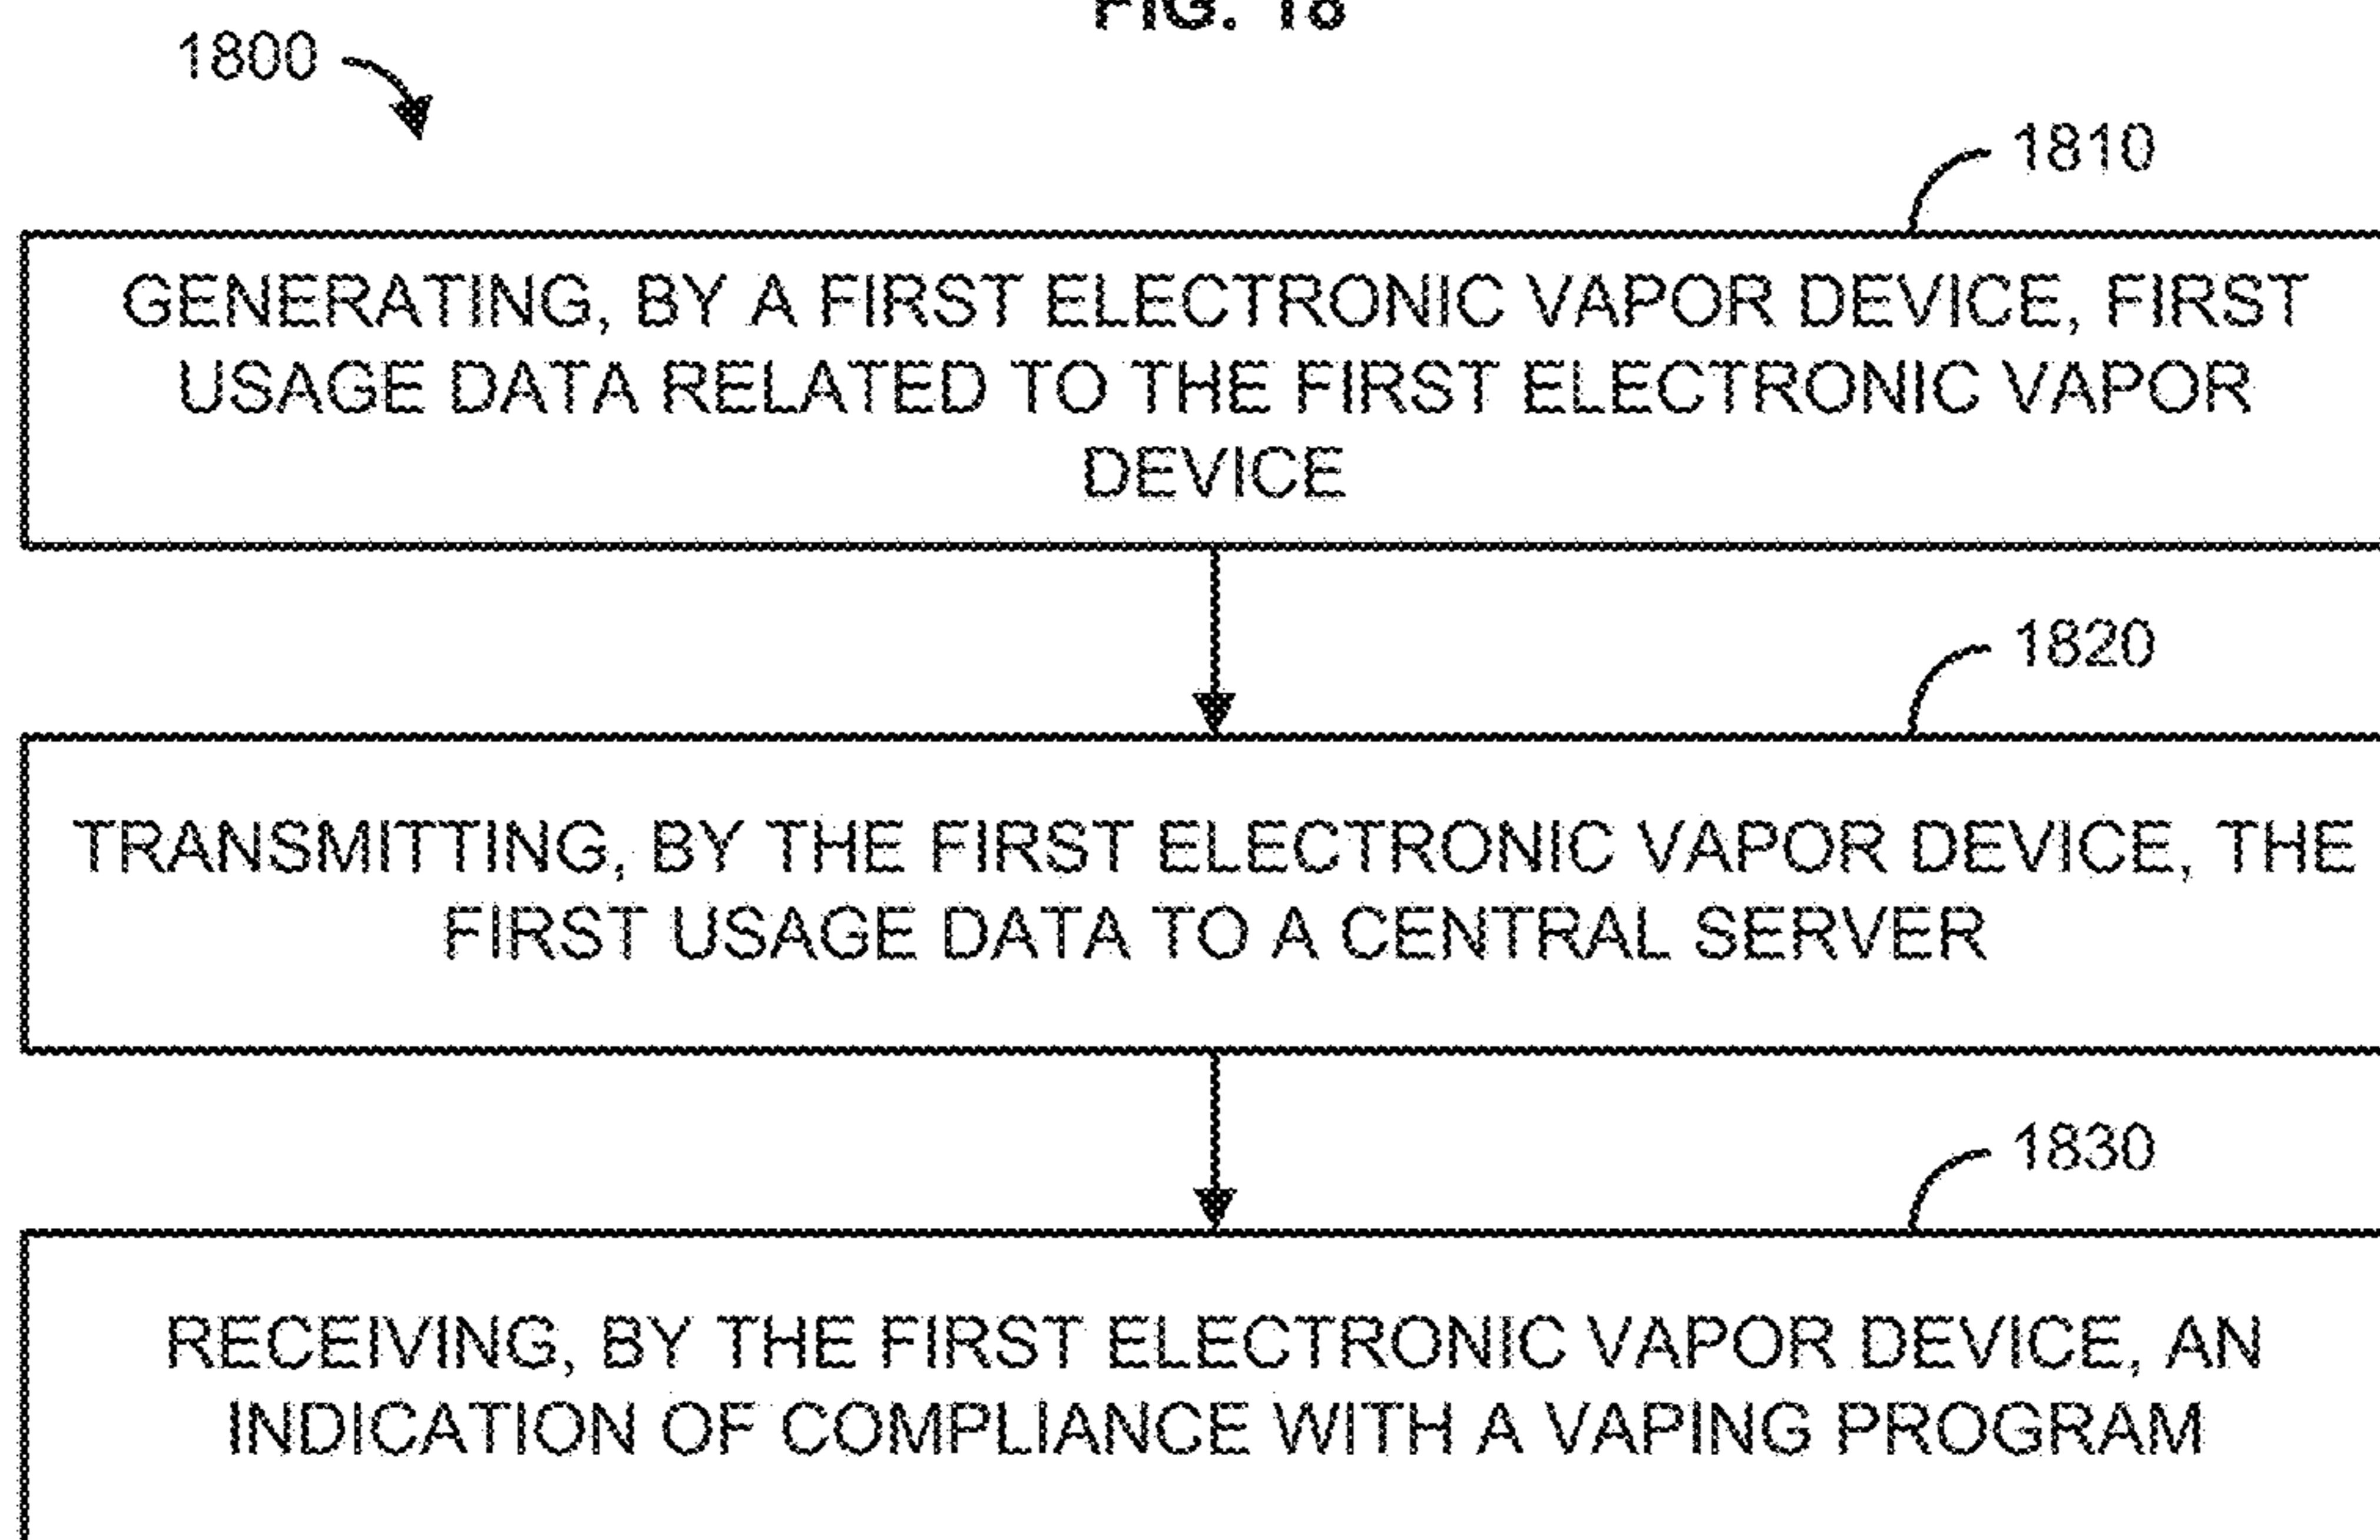 FIG. 18
1800
1810
GENERATING, BY A FIRST ELECTRONIC VAPOR DEVICE, FIRST
USAGE DATA RELATED TO THE FIRST ELECTRONIC VAPOR
DEVICE
1820
TRANSMITTING, BY THE FIRST ELECTRONIC VAPOR DEVICE, THE
FIRST USAGE DATA TO A CENTRAL SERVER
1830
RECEIVING, BY THE FIRST ELECTRONIC VAPOR DEVICE, AN
INDICATION OF COMPLIANCE WITH A VAPING PROGRAM